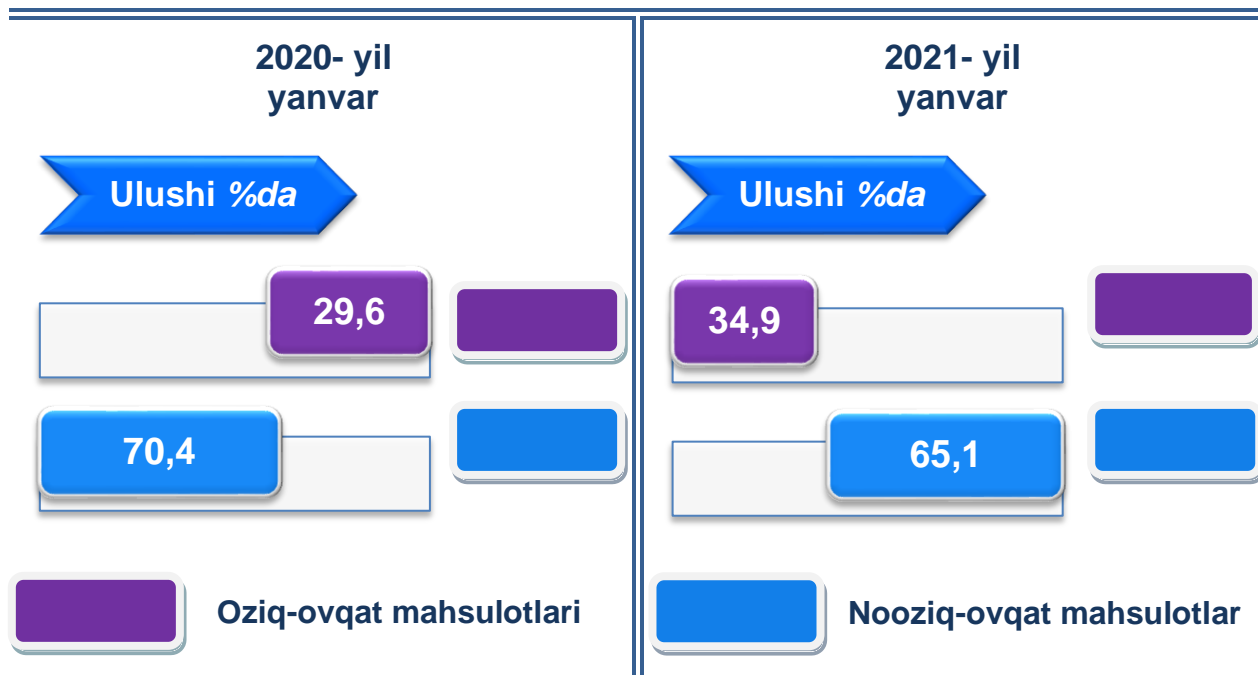 2020- yil
yanvar
Ulushi %da
29,6
70,4
2021- yil
yanvar
Ulushi %da
34,9
65,1
Oziq-ovqat mahsulotlari
Nooziq-ovqat mahsulotlar